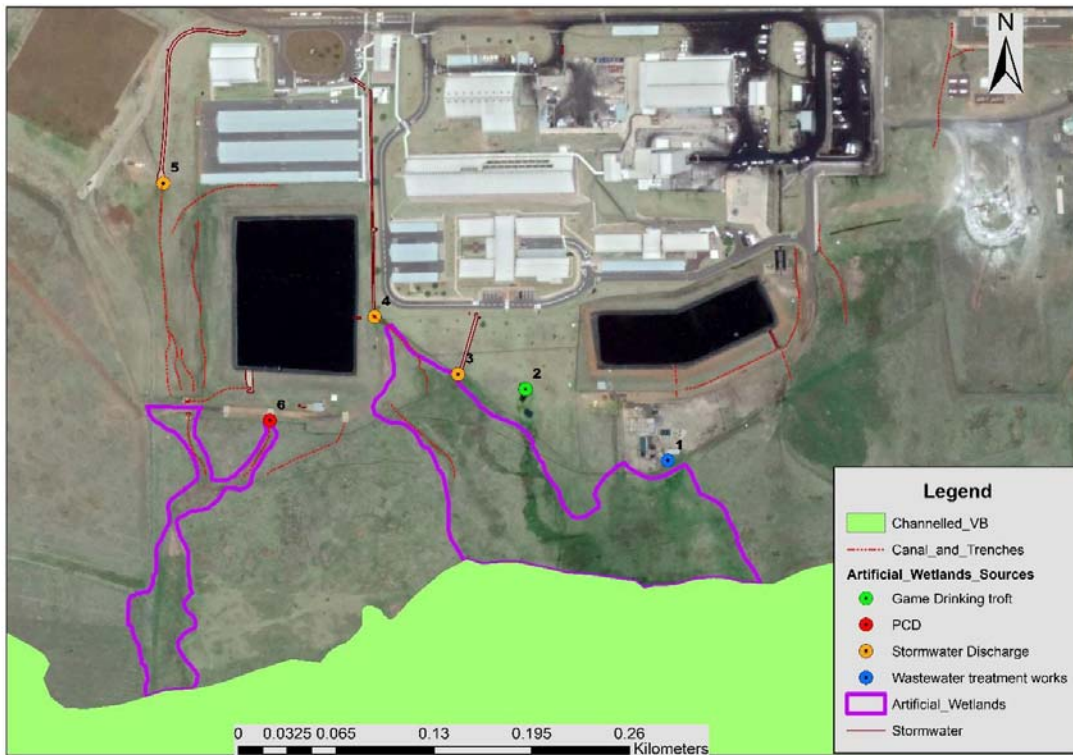 N
5
4
3
2
6
1
Legend
Channelled_VB
Canal_and_Trenches
Artificial_Wetlands_Sources
Game Drinking troft
PCD
Stormwater Discharge
Wastewater treatment works
Artificial_Wetlands
Stormwater
0 0.0325 0.065 0.13 0.195 0.26
Kilometers